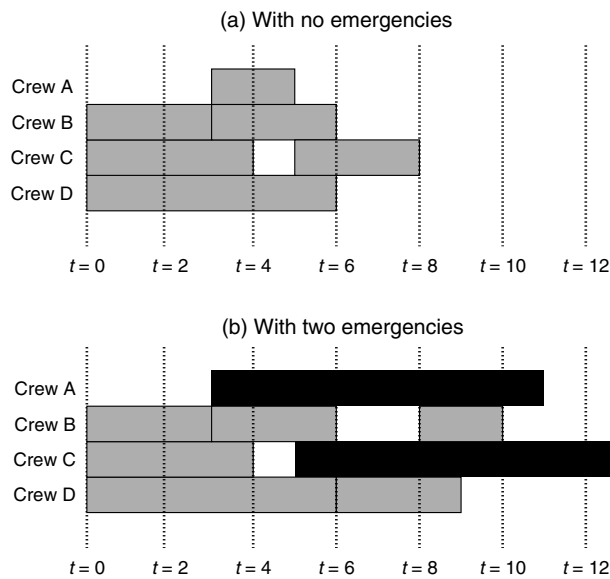 (a) With no emergencies
Crew A
Crew B
Crew C
Crew D
t = 0 t = 2 t = 4 t = 6 t = 8 t = 10 t = 12
(b) With two emergencies
Crew A
Crew B
Crew C
Crew D
t = 0 t = 2 t = 4 t = 6 t = 8 t = 10 t = 12